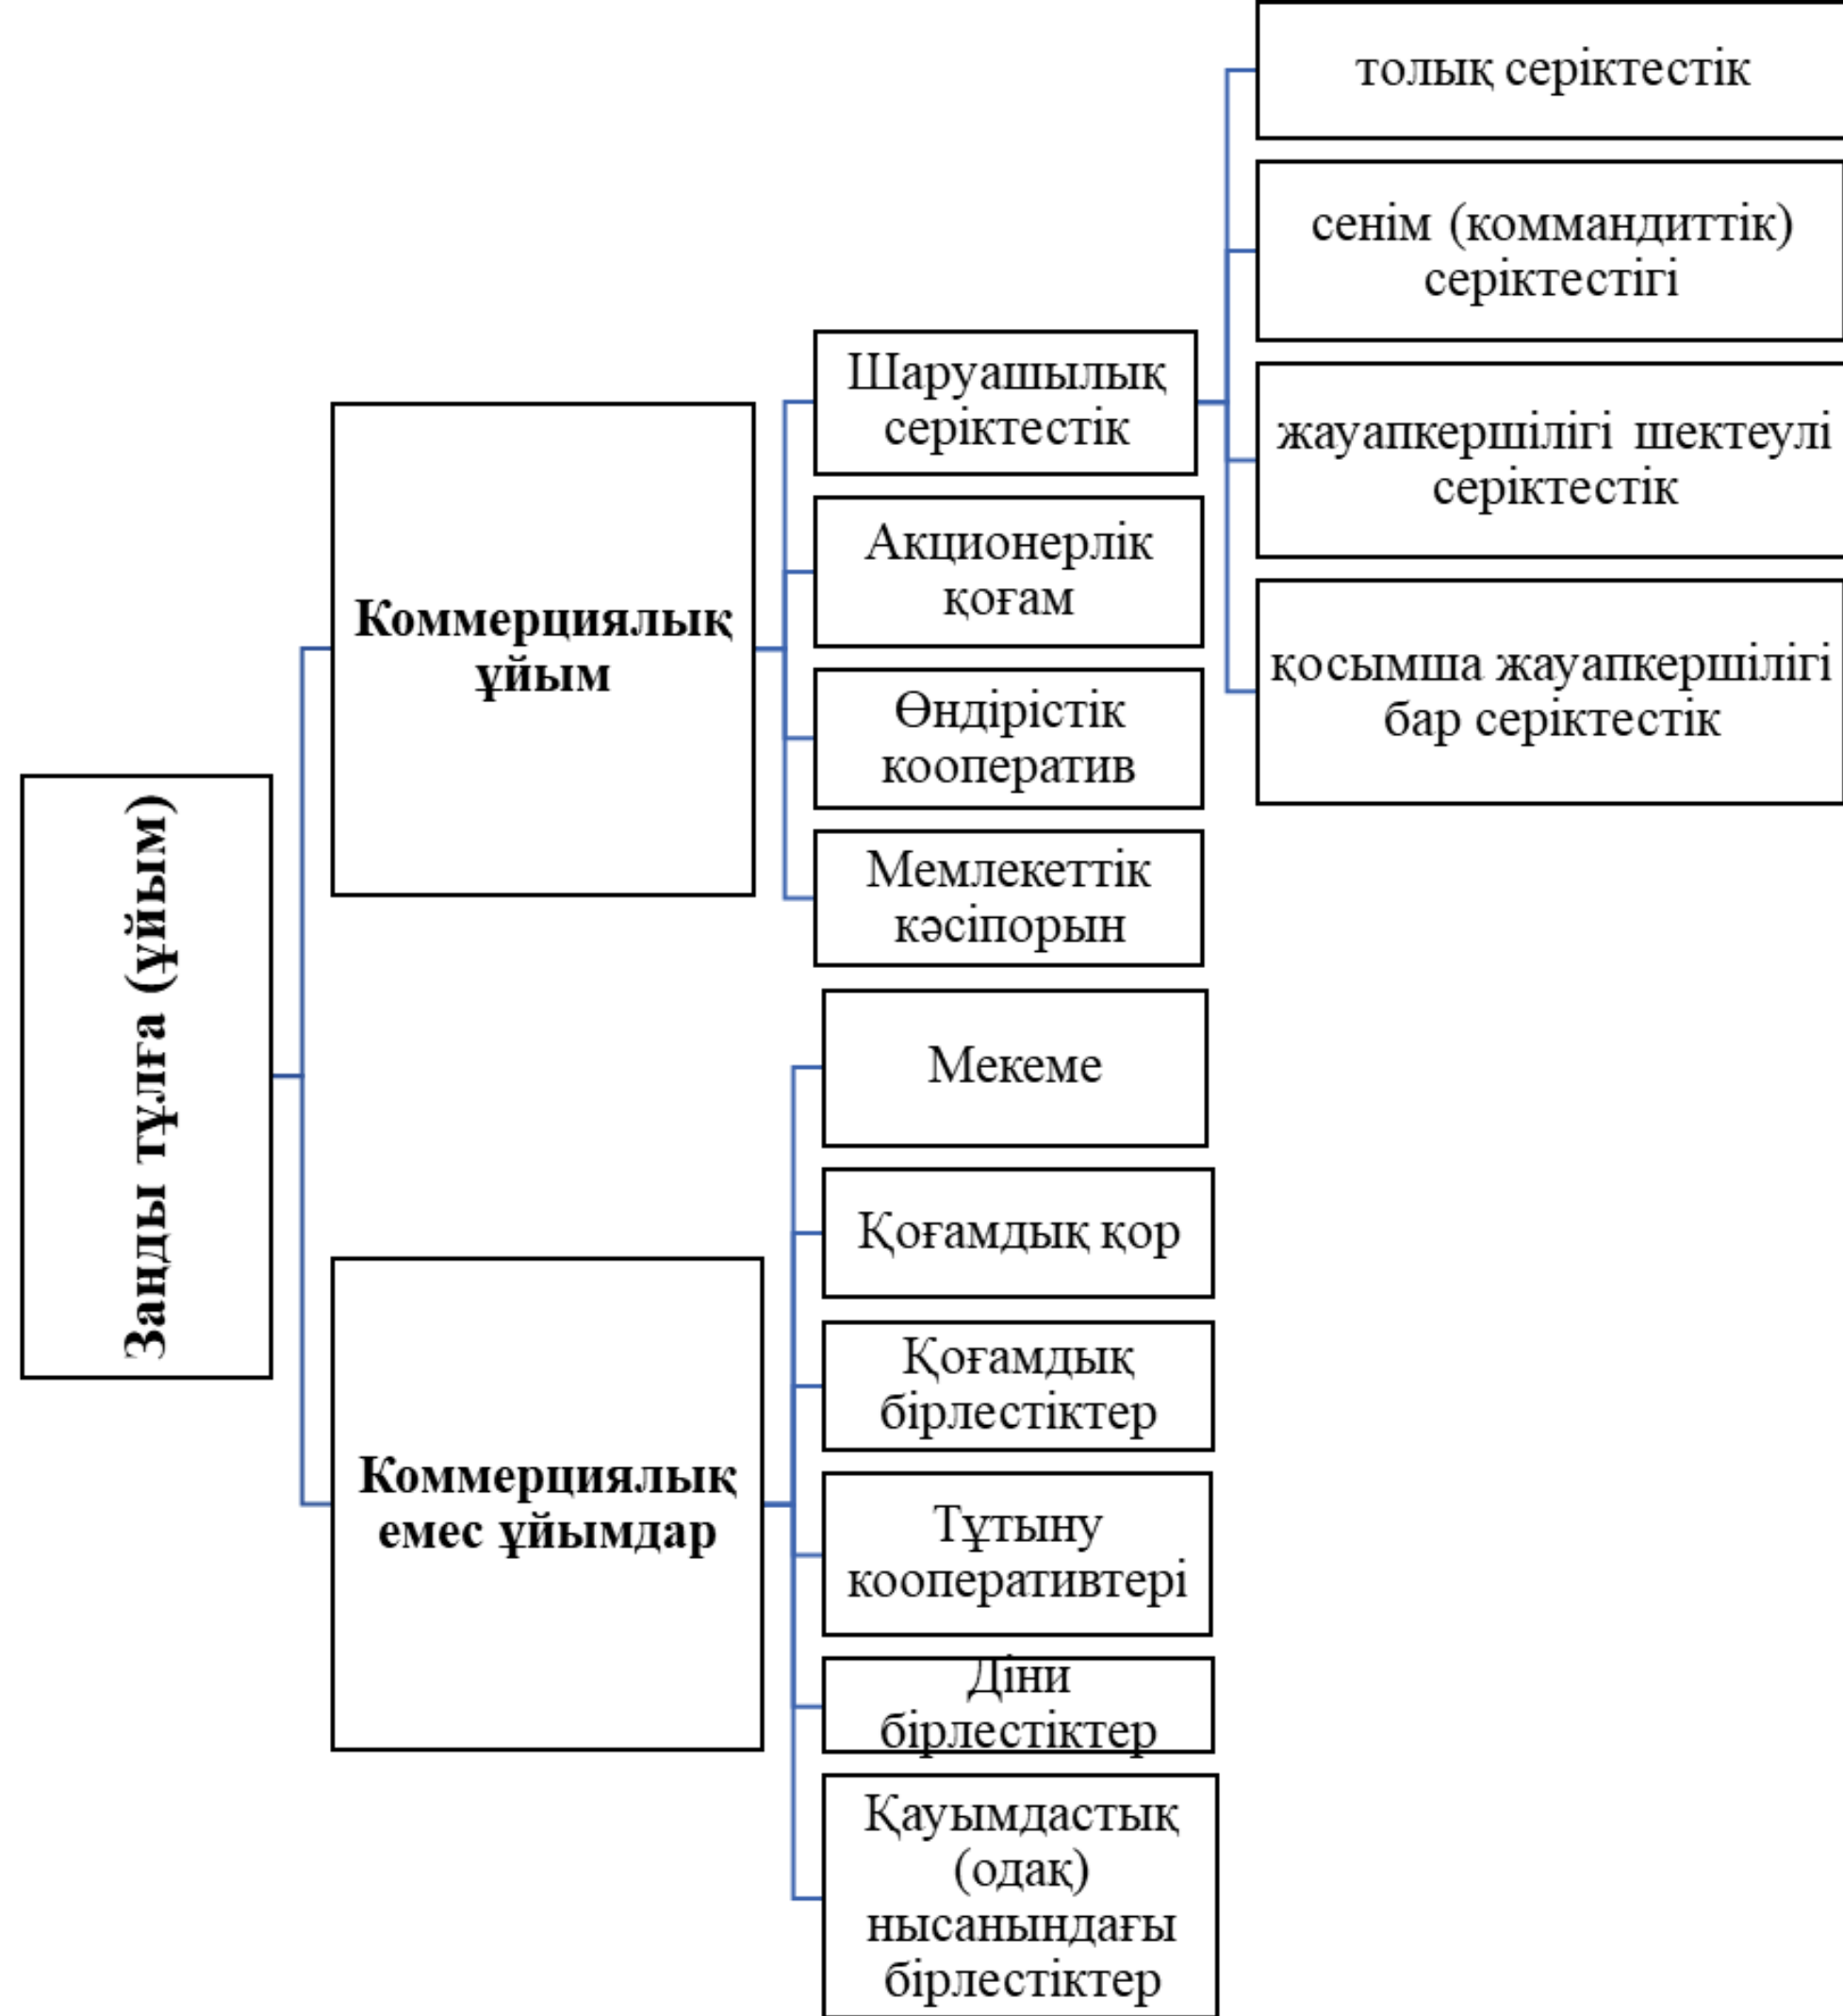 Заңды тұлға (ұйым)
Коммерциялық
ұйым
Шаруашылық
серіктестік
толық серіктестік
сенім (коммандиттік)
серіктестігі
жауапкершілігі шектеулі
серіктестік
қосымша жауапкершілігі
бар серіктестік
Акционерлік
қоғам
Өндірістік
кооператив
Мемлекеттік
кәсіпорын
Коммерциялық
емес ұйымдар
Мекеме
Қоғамдық қор
Қоғамдық
бірлестіктер
Тұтыну
кооперативтері
Діни
бірлестіктер
Қауымдастық
(одақ)
нысанындағы
бірлестіктер